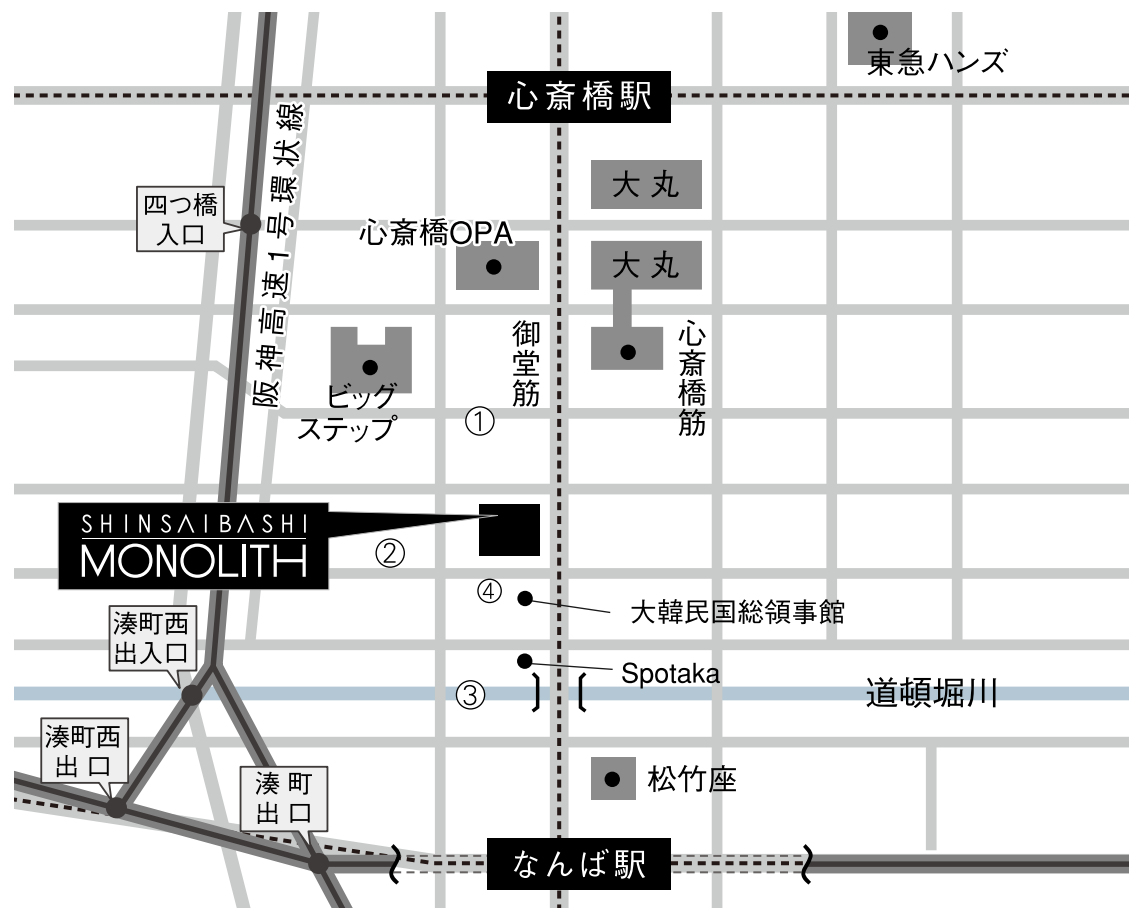 東急ハンズ
心斎橋駅
阪神高速1号環状線
大丸
四つ橋
入口
心斎橋OPA
大丸
御堂筋
心斎橋筋
ビッグ
ステップ
①
SHINSAIBASHI
MONOLITH
②
④
大韓民国総領事館
湊町西
出入口
Spotaka
③
道頓堀川
湊町西
出口
湊町
出口
松竹座
なんば駅